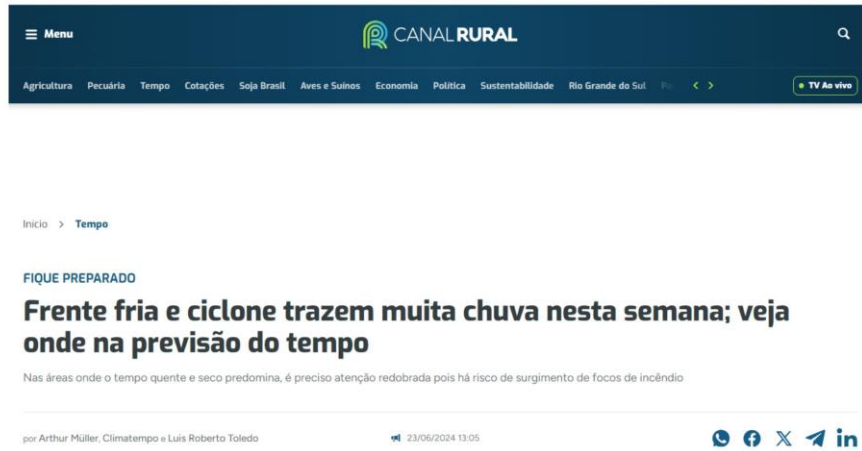 Menu
CANAL RURAL
Agricultura Pecuária Tempo Cotações Soja Brasil Aves e Suínos Economia Política Sustentabilidade Rio Grande do Sul TV Ao vivo
Início > Tempo
FIQUE PREPARADO
Frente fria e ciclone trazem muita chuva nesta semana; veja
onde na previsão do tempo
Nas áreas onde o tempo quente e seco predomina, é preciso atenção redobrada pois há risco de surgimento de focos de incêndio
por Arthur Müller, Climatempo e Luis Roberto Toledo 23/06/2024 13:05